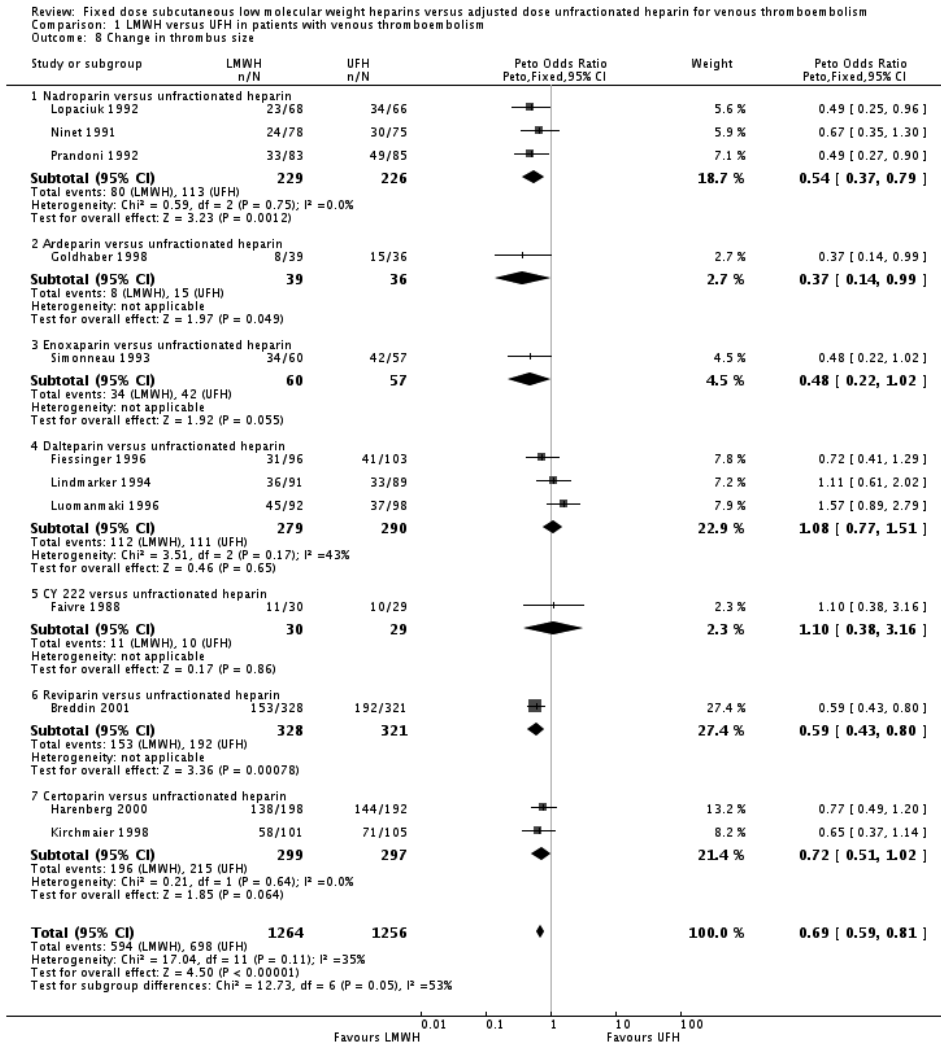 Review: Fixed dose subcutaneous low molecular weight heparins versus adjusted dose unfractionated heparin for venous thromboembolism
Comparison: 1 LMWH versus UFH in patients with venous thromboembolism
Outcome: 8 Change in thrombus size
Study or subgroup LMWH UFH Peto Odds Ratio Weight Peto Odds Ratio
n/N n/N Peto,Fixed,95% CI Peto,Fixed,95% CI
1 Nadroparin versus unfractionated heparin
Lopaciuk 1992 23/68 34/66 5.6 % 0.49 [ 0.25, 0.96 ]
Ninet 1991 24/78 30/75 5.9 % 0.67 [ 0.35, 1.30 ]
Prandoni 1992 33/83 49/85 7.1 % 0.49 [ 0.27, 0.90 ]
Subtotal (95% CI) 229 226 18.7 % 0.54 [ 0.37, 0.79 ]
Total events: 80 (LMWH), 113 (UFH)
Heterogeneity: Chi² = 0.59, df = 2 (P = 0.75); I² =0.0%
Test for overall effect: Z = 3.23 (P = 0.0012)
2 Ardeparin versus unfractionated heparin
Goldhaber 1998 8/39 15/36 2.7 % 0.37 [ 0.14, 0.99 ]
Subtotal (95% CI) 39 36 2.7 % 0.37 [ 0.14, 0.99 ]
Total events: 8 (LMWH), 15 (UFH)
Heterogeneity: not applicable
Test for overall effect: Z = 1.97 (P = 0.049)
3 Enoxaparin versus unfractionated heparin
Simonneau 1993 34/60 42/57 4.5 % 0.48 [ 0.22, 1.02 ]
Subtotal (95% CI) 60 57 4.5 % 0.48 [ 0.22, 1.02 ]
Total events: 34 (LMWH), 42 (UFH)
Heterogeneity: not applicable
Test for overall effect: Z = 1.92 (P = 0.055)
4 Dalteparin versus unfractionated heparin
Fiessinger 1996 31/96 41/103 7.8 % 0.72 [ 0.41, 1.29 ]
Lindmarker 1994 36/91 33/89 7.2 % 1.11 [ 0.61, 2.02 ]
Luomanmaki 1996 45/92 37/98 7.9 % 1.57 [ 0.89, 2.79 ]
Subtotal (95% CI) 279 290 22.9 % 1.08 [ 0.77, 1.51 ]
Total events: 112 (LMWH), 111 (UFH)
Heterogeneity: Chi² = 3.51, df = 2 (P = 0.17); I² =43%
Test for overall effect: Z = 0.46 (P = 0.65)
5 CY 222 versus unfractionated heparin
Faivre 1988 11/30 10/29 2.3 % 1.10 [ 0.38, 3.16 ]
Subtotal (95% CI) 30 29 2.3 % 1.10 [ 0.38, 3.16 ]
Total events: 11 (LMWH), 10 (UFH)
Heterogeneity: not applicable
Test for overall effect: Z = 0.17 (P = 0.86)
6 Reviparin versus unfractionated heparin
Breddin 2001 153/328 192/321 27.4 % 0.59 [ 0.43, 0.80 ]
Subtotal (95% CI) 328 321 27.4 % 0.59 [ 0.43, 0.80 ]
Total events: 153 (LMWH), 192 (UFH)
Heterogeneity: not applicable
Test for overall effect: Z = 3.36 (P = 0.00078)
7 Certoparin versus unfractionated heparin
Harenberg 2000 138/198 144/192 13.2 % 0.77 [ 0.49, 1.20 ]
Kirchmaier 1998 58/101 71/105 8.2 % 0.65 [ 0.37, 1.14 ]
Subtotal (95% CI) 299 297 21.4 % 0.72 [ 0.51, 1.02 ]
Total events: 196 (LMWH), 215 (UFH)
Heterogeneity: Chi² = 0.21, df = 1 (P = 0.64); I² =0.0%
Test for overall effect: Z = 1.85 (P = 0.064)
Total (95% CI) 1264 1256 100.0 % 0.69 [ 0.59, 0.81 ]
Total events: 594 (LMWH), 698 (UFH)
Heterogeneity: Chi² = 17.04, df = 11 (P = 0.11); I² =35%
Test for overall effect: Z = 4.50 (P < 0.00001)
Test for subgroup differences: Chi² = 12.73, df = 6 (P = 0.05), I² =53%
0.01 0.1 1 10 100
Favours LMWH Favours UFH